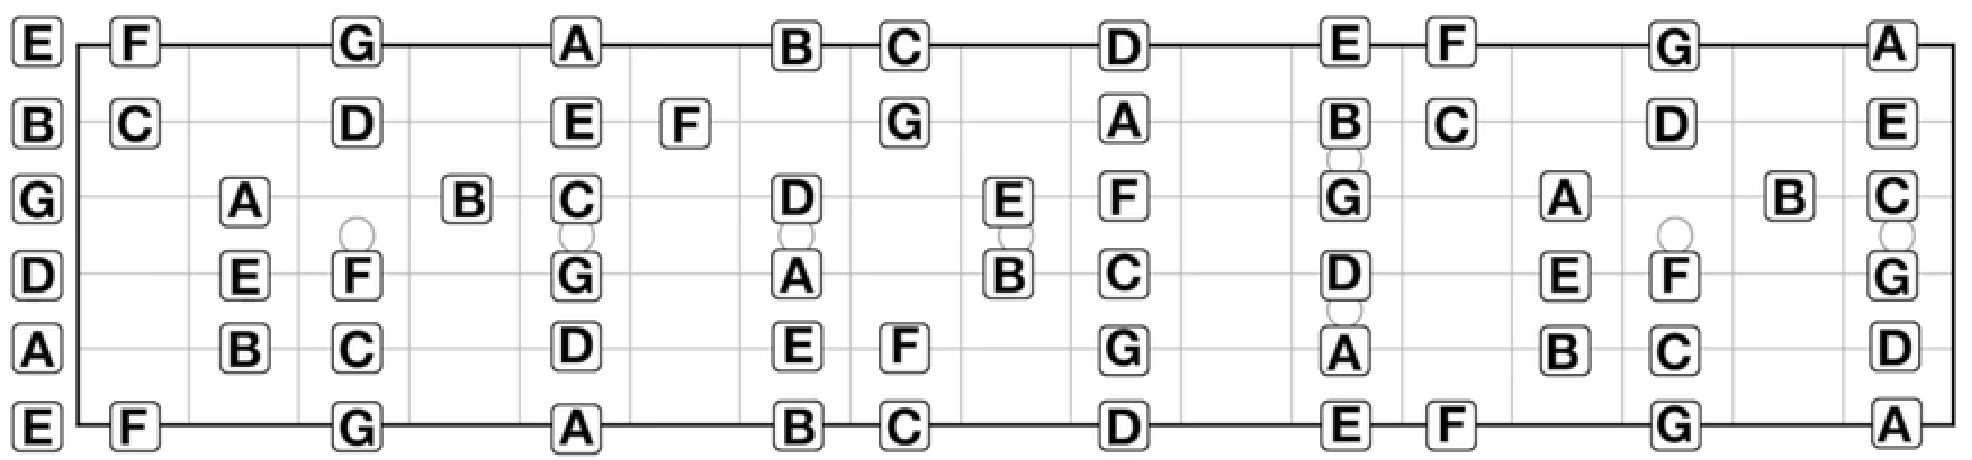 E F G A B C D E F G A
B C D E F G A B C D E
G A B C D E F G A B C
D E F G A B C D E F G
A B C D E F G A B C D
E F G A B C D E F G A